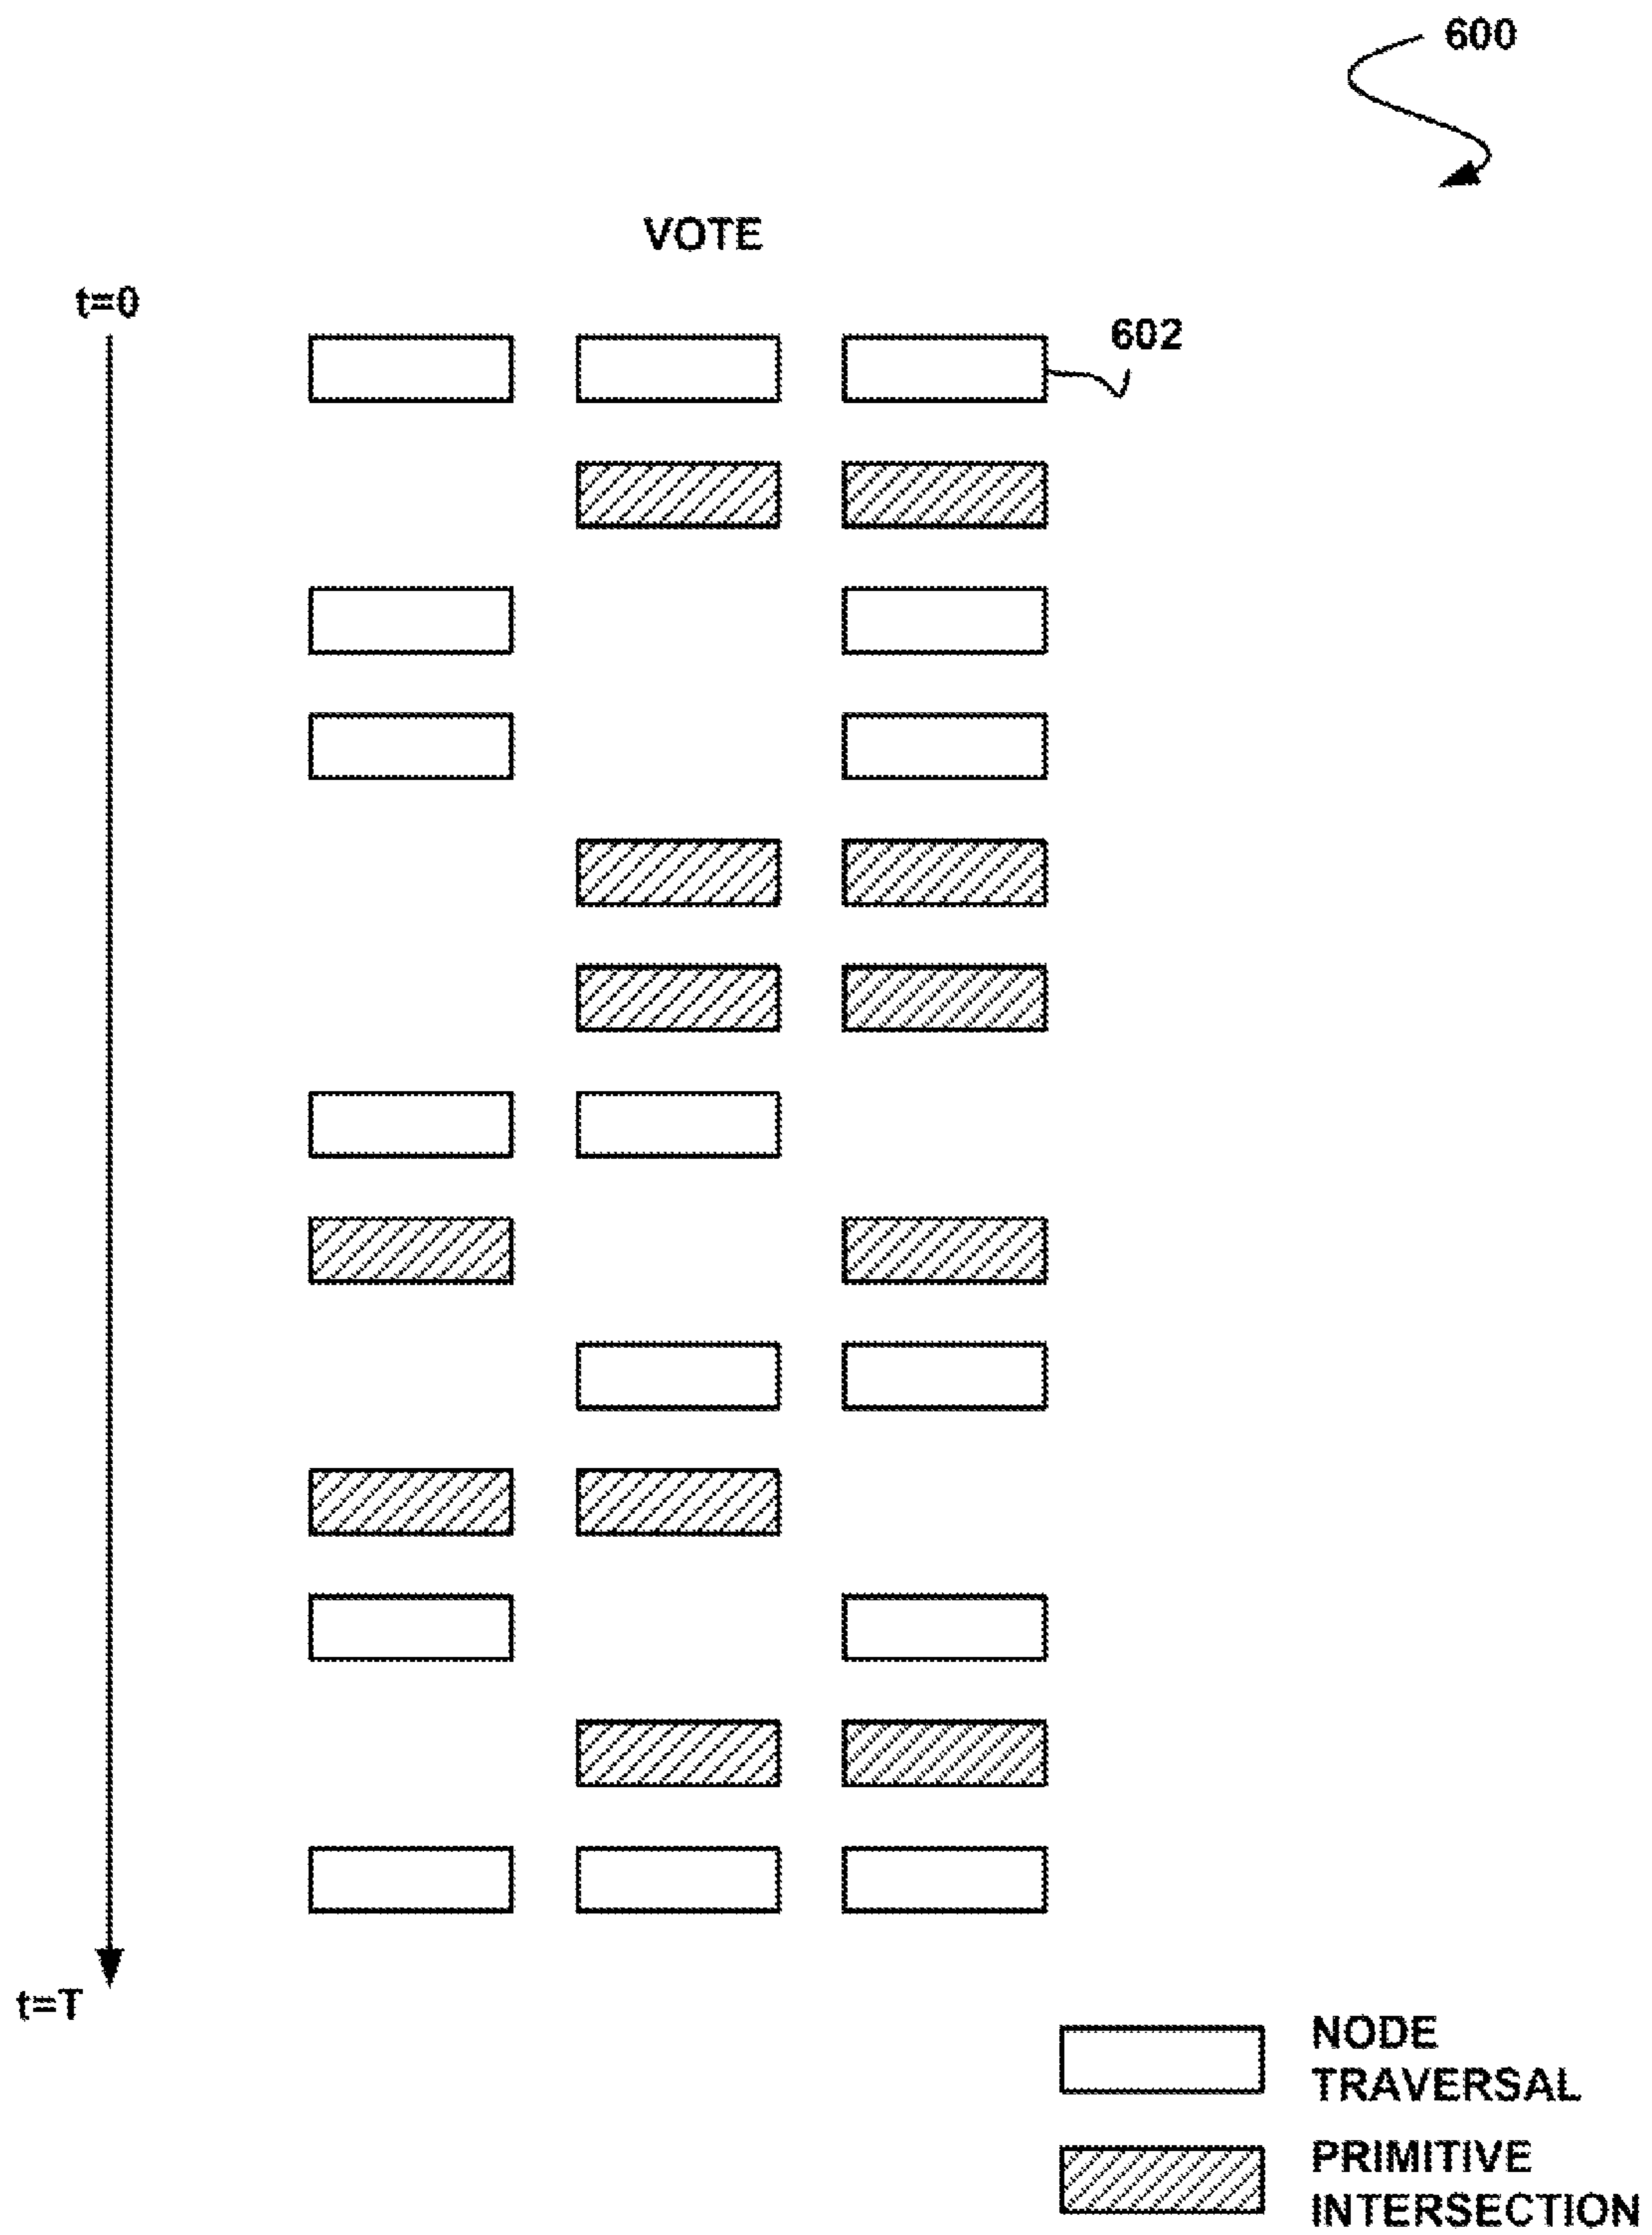 600
VOTE
t=0
602
t=T
NODE
TRAVERSAL
PRIMITIVE
INTERSECTION